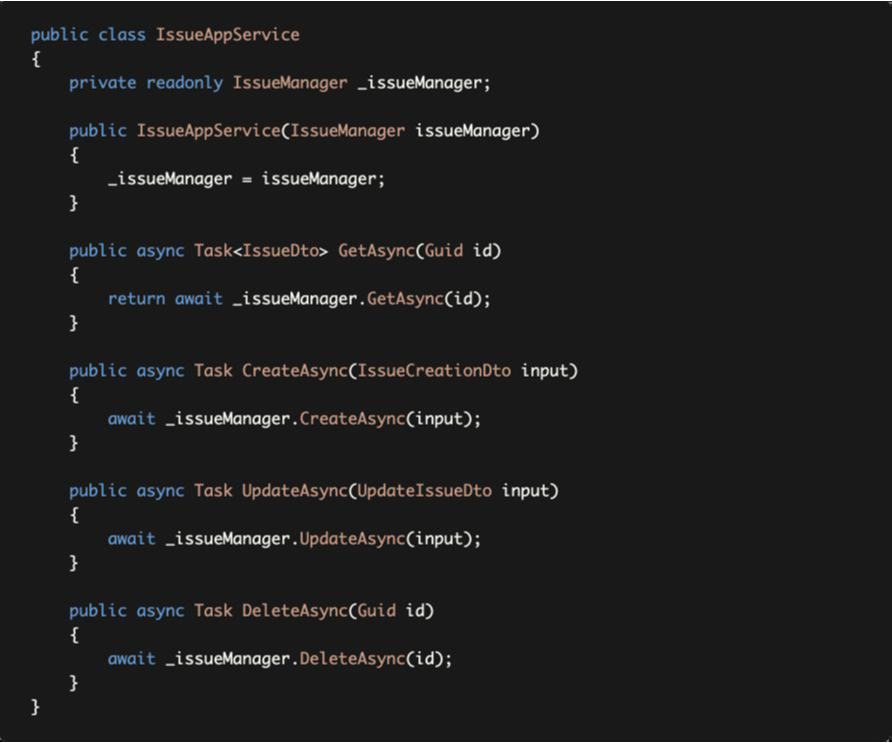 public class IssueAppService
{
    private readonly IssueManager _issueManager;

    public IssueAppService(IssueManager issueManager)
    {
        _issueManager = issueManager;
    }

    public async Task<IssueDto> GetAsync(Guid id)
    {
        return await _issueManager.GetAsync(id);
    }

    public async Task CreateAsync(IssueCreationDto input)
    {
        await _issueManager.CreateAsync(input);
    }

    public async Task UpdateAsync(UpdateIssueDto input)
    {
        await _issueManager.UpdateAsync(input);
    }

    public async Task DeleteAsync(Guid id)
    {
        await _issueManager.DeleteAsync(id);
    }
}